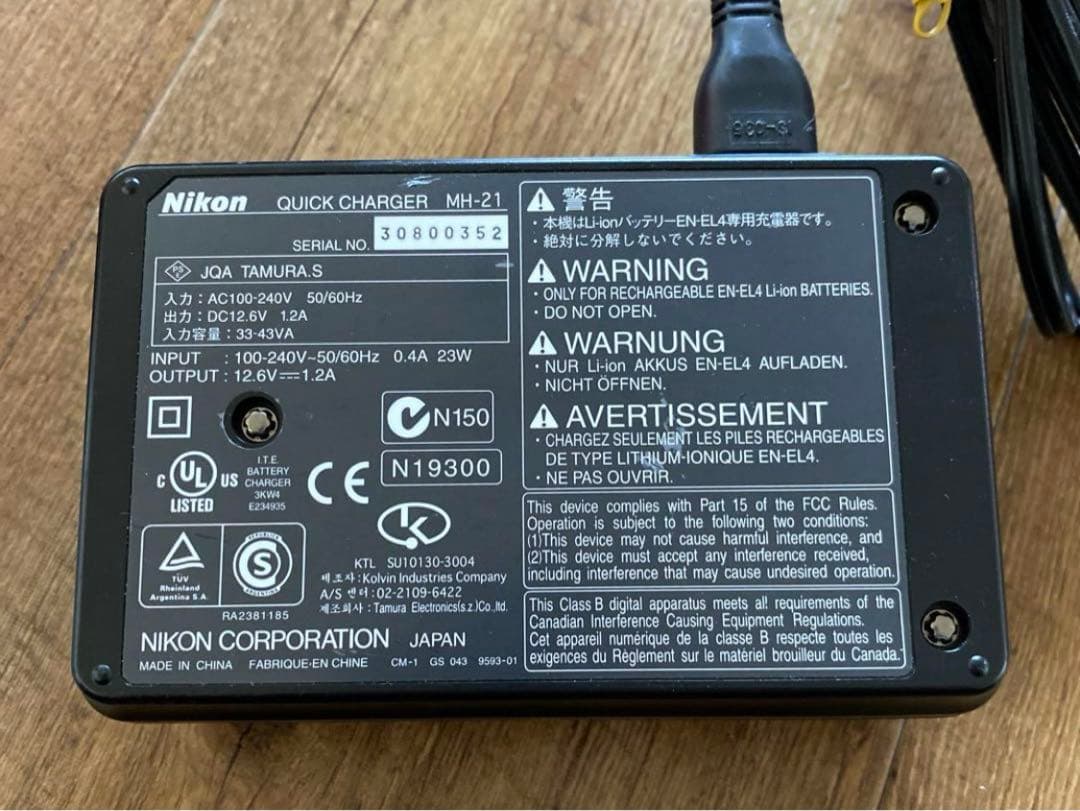 Nikon QUICK CHARGER MH-21
SERIAL NO. 30800352
PS E JQA TAMURA.S
入力 : AC100-240V 50/60Hz
出力 : DC12.6V 1.2A
入力容量 : 33-43VA
INPUT : 100-240V~50/60Hz 0.4A 23W
OUTPUT : 12.6V⎓1.2A
N150
N19300
C UL US
LISTED
I.T.E.
BATTERY
CHARGER
3KW4
E234935
CE
K
TÜV
Rheinland
Argentina S.A.
S
RA2381185
KTL SU10130-3004
제조자 : Kolvin Industries Company
A/S 센터 : 02-2109-6422
제조회사 : Tamura Electronics(s.z.)Co.,ltd.
NIKON CORPORATION JAPAN
MADE IN CHINA FABRIQUE·EN CHINE CM-1 GS 043 9593-01
警告
・本機はLi-ionバッテリーEN-EL4専用充電器です。
・絶対に分解しないでください。
WARNING
・ONLY FOR RECHARGEABLE EN-EL4 Li-ion BATTERIES.
・DO NOT OPEN.
WARNUNG
・NUR Li-ion AKKUS EN-EL4 AUFLADEN.
・NICHT ÖFFNEN.
AVERTISSEMENT
・CHARGEZ SEULEMENT LES PILES RECHARGEABLES
DE TYPE LITHIUM-IONIQUE EN-EL4.
・NE PAS OUVRIR.
This device complies with Part 15 of the FCC Rules.
Operation is subject to the following two conditions:
(1)This device may not cause harmful interference, and
(2)This device must accept any interference received,
including interference that may cause undesired operation.
This Class B digital apparatus meets all requirements of the
Canadian Interference Causing Equipment Regulations.
Cet appareil numérique de la classe B respecte toutes les
exigences du Règlement sur le matériel brouilleur du Canada.